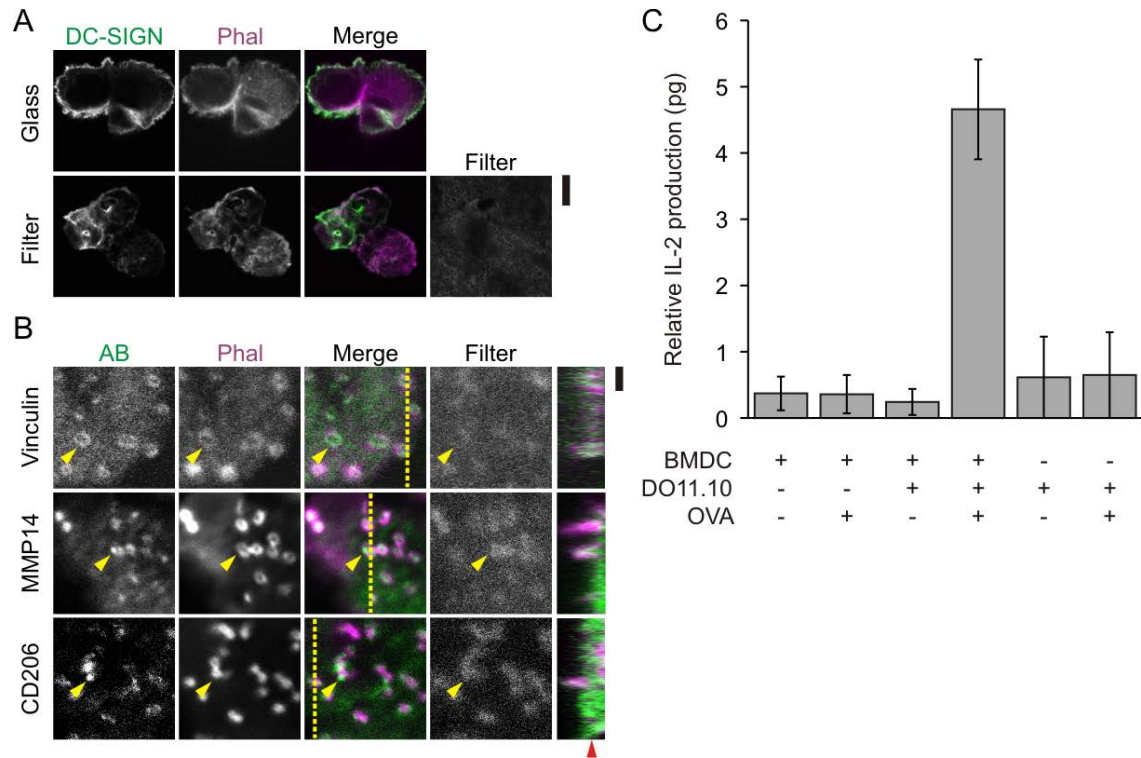 A
DC-SIGN Phal Merge
Glass
Filter
Filter
B
AB Phal Merge Filter
Vinculin
MMP14
CD206
C
Relative IL-2 production (pg)
6
5
4
3
2
1
0
BMDC + + + + - -
DO11.10 - - + + + +
OVA - + - + - +